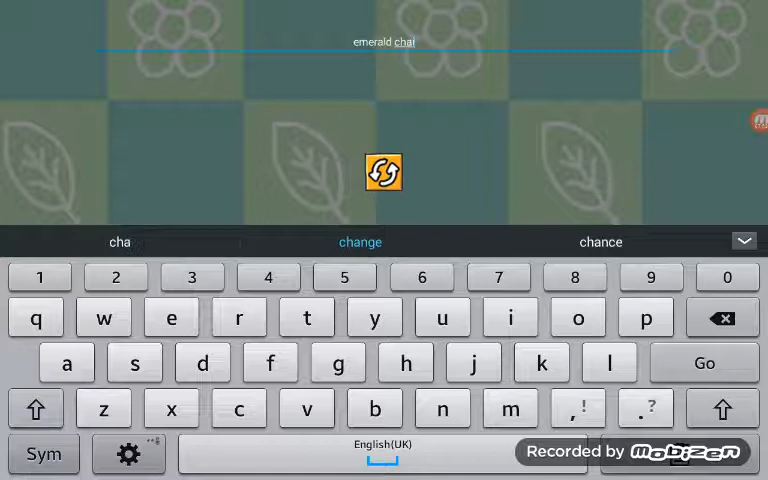 emerald chai
cha change chance
1 2 3 4 5 6 7 8 9 0
q w e r t y u i o p
a s d f g h j k l Go
z x c v b n m ,! .?
Sym English(UK)
Recorded by Mobizen